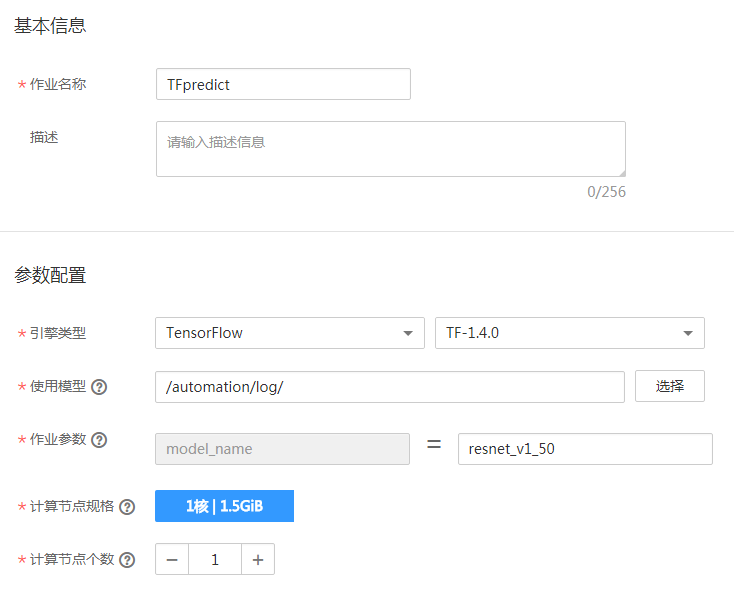 基本信息
* 作业名称 TFpredict
描述 请输入描述信息
0/256
参数配置
* 引擎类型 TensorFlow TF-1.4.0
* 使用模型 ? /automation/log/ 选择
* 作业参数 ? model_name = resnet_v1_50
* 计算节点规格 ? 1核 | 1.5GiB
* 计算节点个数 ? − 1 +